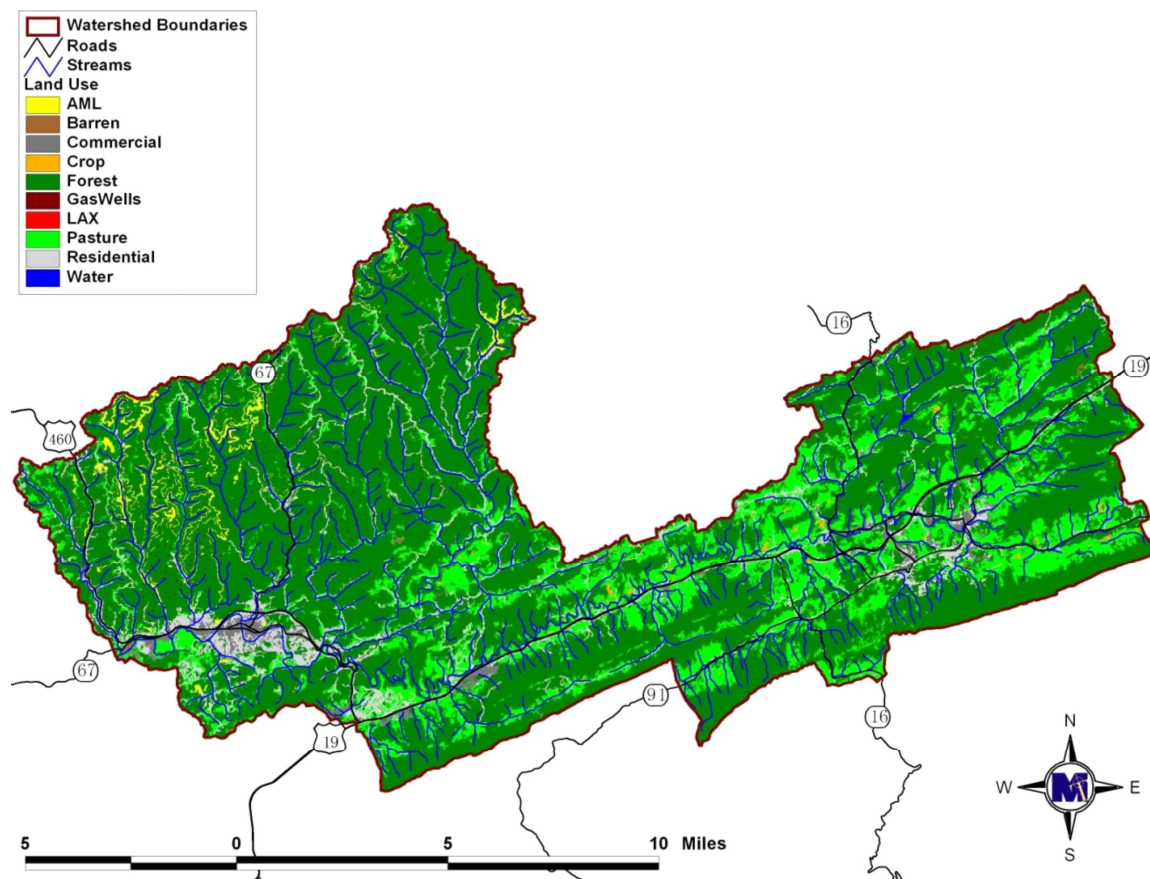 Watershed Boundaries
Roads
Streams
Land Use
AML
Barren
Commercial
Crop
Forest
GasWells
LAX
Pasture
Residential
Water
16
19
67
460
67
19
91
16
N
W
M
E
S
5
0
5
10
Miles